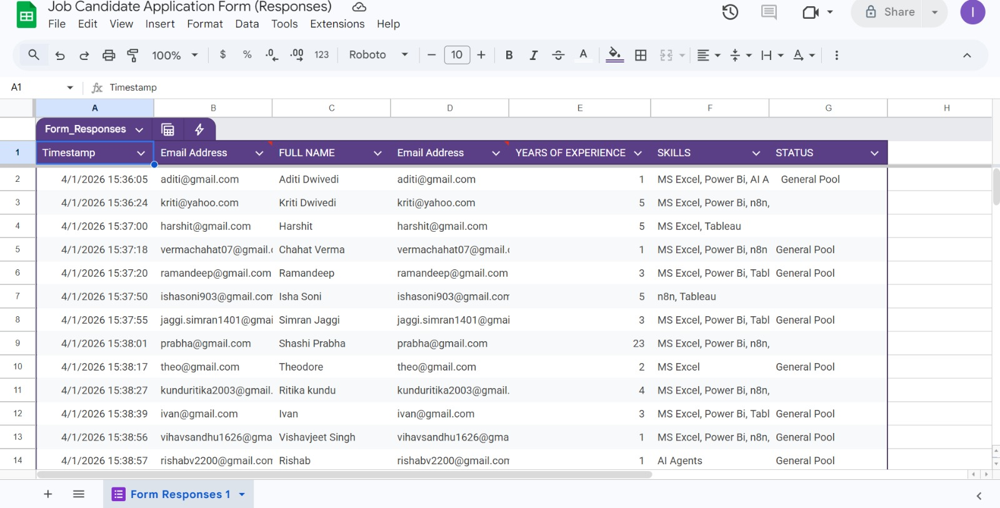 Job Candidate Application Form (Responses)
Share
I
File Edit View Insert Format Data Tools Extensions Help
100% $ % .0 .00 123 Roboto 10 B I A A
A1 fx Timestamp
A B C D E F G H
Form_Responses
1 Timestamp Email Address FULL NAME Email Address YEARS OF EXPERIENCE SKILLS STATUS
2 4/1/2026 15:36:05 aditi@gmail.com Aditi Dwivedi aditi@gmail.com 1 MS Excel, Power Bi, AI A General Pool
3 4/1/2026 15:36:24 kriti@yahoo.com Kriti Dwivedi kriti@yahoo.com 5 MS Excel, Power Bi, n8n,
4 4/1/2026 15:37:00 harshit@gmail.com Harshit harshit@gmail.com 5 MS Excel, Tableau
5 4/1/2026 15:37:18 vermachahat07@gmail.c Chahat Verma vermachahat07@gmail.c 1 MS Excel, Power Bi, n8n General Pool
6 4/1/2026 15:37:20 ramandeep@gmail.com Ramandeep ramandeep@gmail.com 3 MS Excel, Power Bi, Tabl General Pool
7 4/1/2026 15:37:50 ishasoni903@gmail.com Isha Soni ishasoni903@gmail.com 5 n8n, Tableau
8 4/1/2026 15:37:55 jaggi.simran1401@gmai Simran Jaggi jaggi.simran1401@gmai 3 MS Excel, Power Bi, Tabl General Pool
9 4/1/2026 15:38:01 prabha@gmail.com Shashi Prabha prabha@gmail.com 23 MS Excel, Power Bi, n8n,
10 4/1/2026 15:38:17 theo@gmail.com Theodore theo@gmail.com 2 MS Excel General Pool
11 4/1/2026 15:38:27 kunduritika2003@gmail. Ritika kundu kunduritika2003@gmail. 4 MS Excel, Power Bi, n8n,
12 4/1/2026 15:38:39 ivan@gmail.com Ivan ivan@gmail.com 3 MS Excel, Power Bi, Tabl General Pool
13 4/1/2026 15:38:56 vihavsandhu1626@gma Vishavjeet Singh vihavsandhu1626@gma 1 MS Excel, Power Bi, n8n, General Pool
14 4/1/2026 15:38:57 rishabv2200@gmail.com Rishab rishabv2200@gmail.com 1 AI Agents General Pool
Form Responses 1